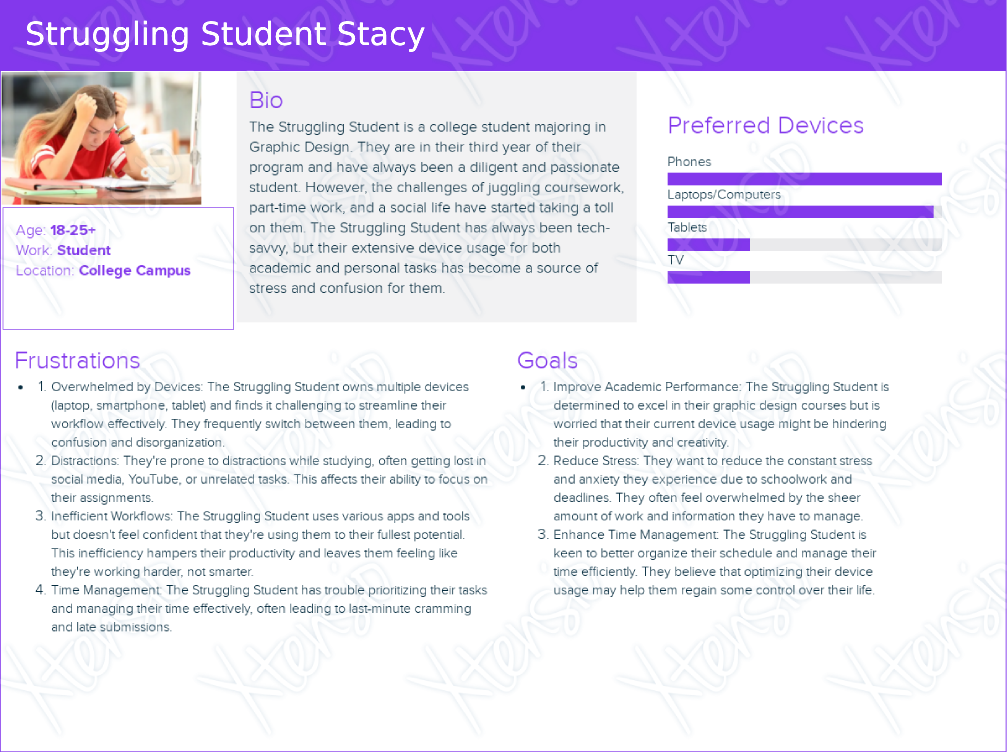 Struggling Student Stacy
Age: 18-25+
Work: Student
Location: College Campus
Bio
The Struggling Student is a college student majoring in
Graphic Design. They are in their third year of their
program and have always been a diligent and passionate
student. However, the challenges of juggling coursework,
part-time work, and a social life have started taking a toll
on them. The Struggling Student has always been tech-
savvy, but their extensive device usage for both
academic and personal tasks has become a source of
stress and confusion for them.
Preferred Devices
Phones
Laptops/Computers
Tablets
TV
Frustrations
• 1. Overwhelmed by Devices: The Struggling Student owns multiple devices
(laptop, smartphone, tablet) and finds it challenging to streamline their
workflow effectively. They frequently switch between them, leading to
confusion and disorganization.
2. Distractions: They're prone to distractions while studying, often getting lost in
social media, YouTube, or unrelated tasks. This affects their ability to focus on
their assignments.
3. Inefficient Workflows: The Struggling Student uses various apps and tools
but doesn't feel confident that they're using them to their fullest potential.
This inefficiency hampers their productivity and leaves them feeling like
they're working harder, not smarter.
4. Time Management: The Struggling Student has trouble prioritizing their tasks
and managing their time effectively, often leading to last-minute cramming
and late submissions.
Goals
• 1. Improve Academic Performance: The Struggling Student is
determined to excel in their graphic design courses but is
worried that their current device usage might be hindering
their productivity and creativity.
2. Reduce Stress: They want to reduce the constant stress
and anxiety they experience due to schoolwork and
deadlines. They often feel overwhelmed by the sheer
amount of work and information they have to manage.
3. Enhance Time Management: The Struggling Student is
keen to better organize their schedule and manage their
time efficiently. They believe that optimizing their device
usage may help them regain some control over their life.
Xtensio